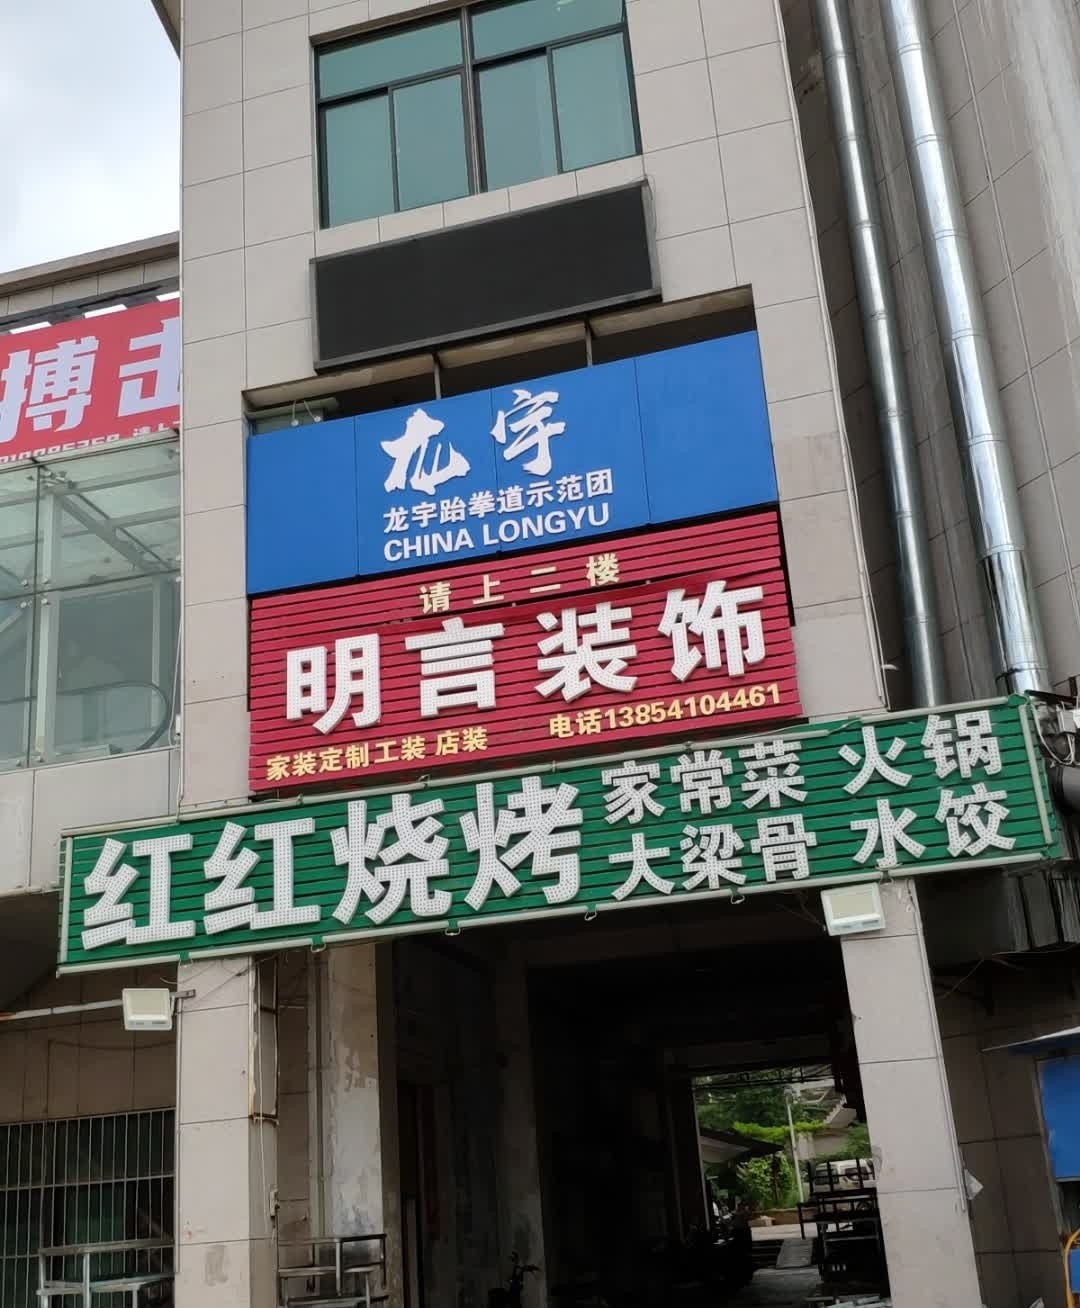 搏击
龙宇
龙宇跆拳道示范团
CHINA LONGYU
请上二楼
明言装饰
家装定制 工装 店装 电话13854104461
红红烧烤
家常菜 火锅
大梁骨 水饺